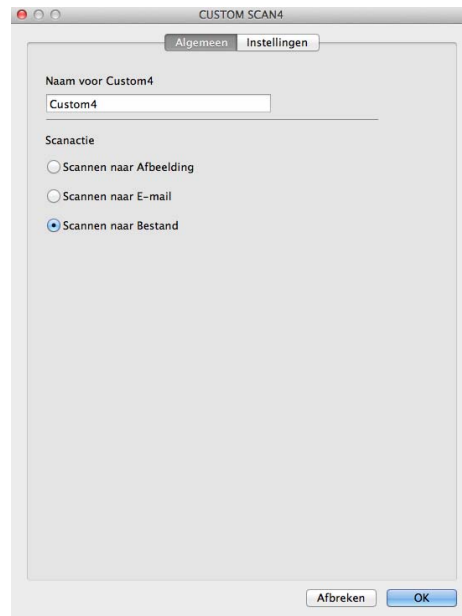 CUSTOM SCAN4
Algemeen Instellingen
Naam voor Custom4
Custom4
Scanactie
Scannen naar Afbeelding
Scannen naar E-mail
Scannen naar Bestand
Afbreken OK